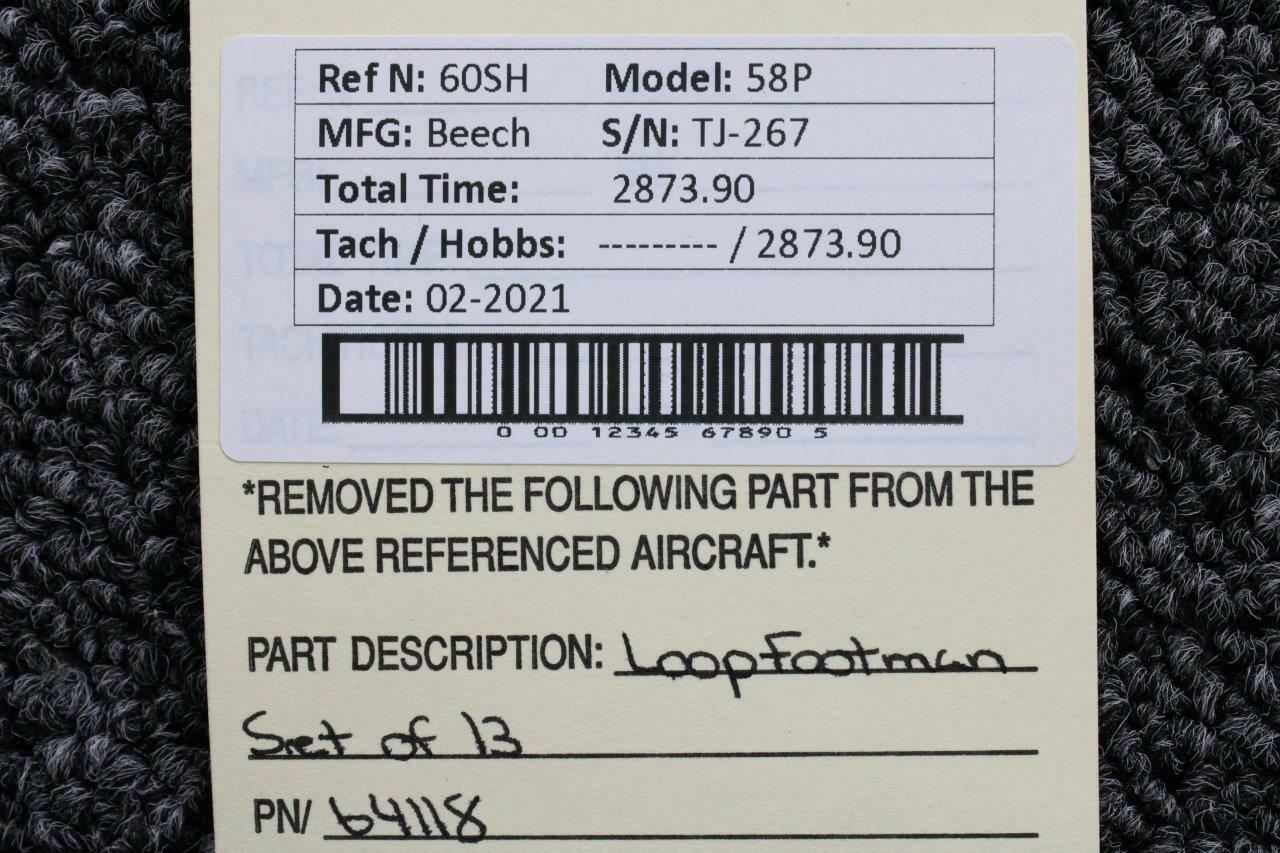 Ref N: 60SH Model: 58P
MFG: Beech S/N: TJ-267
Total Time: 2873.90
Tach / Hobbs: --------- / 2873.90
Date: 02-2021
0 00 12345 67890 5
*REMOVED THE FOLLOWING PART FROM THE
ABOVE REFERENCED AIRCRAFT.*
PART DESCRIPTION: Loop Footman
Set of 13
PN/ 64118